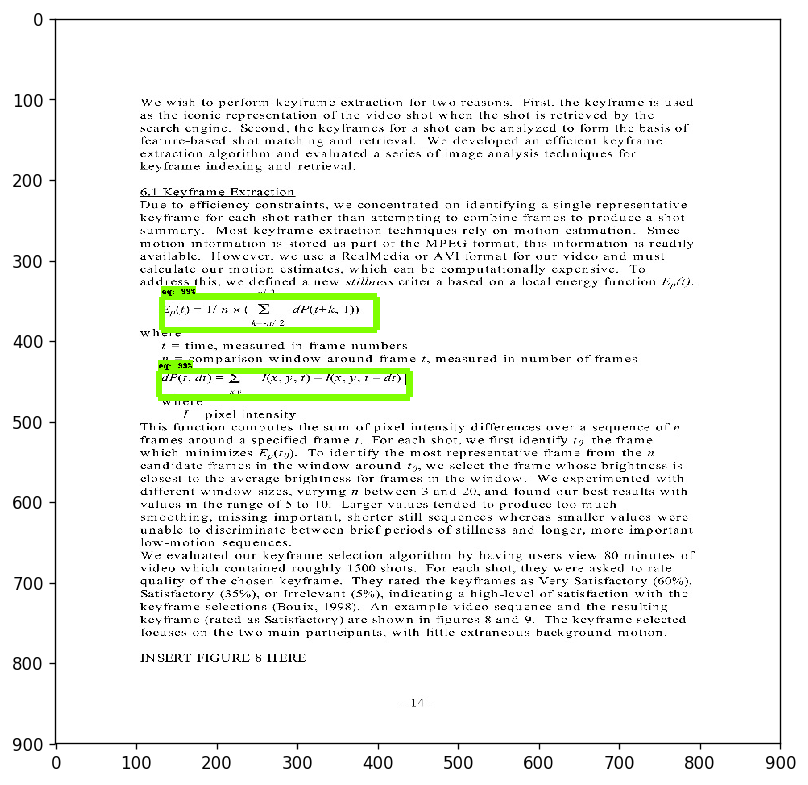 We wish to perform keyframe extraction for two reasons. First, the keyframe is used
as the iconic representation of the video shot when the shot is retrieved by the
search engine. Second, the keyframes for a shot can be analyzed to form the basis of
feature-based shot matching and retrieval. We developed an efficient keyframe
extraction algorithm and evaluated a series of image analysis techniques for
keyframe indexing and retrieval.
6.1 Keyframe Extraction
Due to efficiency constraints, we concentrated on identifying a single representative
keyframe for each shot rather than attempting to combine frames to produce a shot
summary. Most keyframe extraction techniques rely on motion estimation. Since
motion information is stored as part of the MPEG format, this information is readily
available. However, we use a RealMedia or AVI format for our video and must
calculate our motion estimates, which can be computationally expensive. To
address this, we defined a new stillness criteria based on a local energy function Ep(t).
eq: 99%
Ep(t) = 1/ n × ( ∑ dP(t+k, 1))
k=-n/2
where
t = time, measured in frame numbers
n = comparison window around frame t, measured in number of frames
eq: 99%
dP(t, dt) = ∑ I(x, y, t) – I(x, y, t – dt) |
x,y
where
I pixel intensity
This function computes the sum of pixel intensity differences over a sequence of n
frames around a specified frame t. For each shot, we first identify t0, the frame
which minimizes Ep(t0). To identify the most representative frame from the n
candidate frames in the window around t0, we select the frame whose brightness is
closest to the average brightness for frames in the window. We experimented with
different window sizes, varying n between 3 and 20, and found our best results with
values in the range of 5 to 10. Larger values tended to produce too much
smoothing, missing important, shorter still sequences whereas smaller values were
unable to discriminate between brief periods of stillness and longer, more important
low-motion sequences.
We evaluated our keyframe selection algorithm by having users view 80 minutes of
video which contained roughly 1500 shots. For each shot, they were asked to rate
quality of the chosen keyframe. They rated the keyframes as Very Satisfactory (60%),
Satisfactory (35%), or Irrelevant (5%), indicating a high-level of satisfaction with the
keyframe selections (Bouix, 1998). An example video sequence and the resulting
keyframe (rated as Satisfactory) are shown in figures 8 and 9. The keyframe selected
focuses on the two main participants, with little extraneous background motion.
INSERT FIGURE 8 HERE
14
0
100
200
300
400
500
600
700
800
900
0 100 200 300 400 500 600 700 800 900